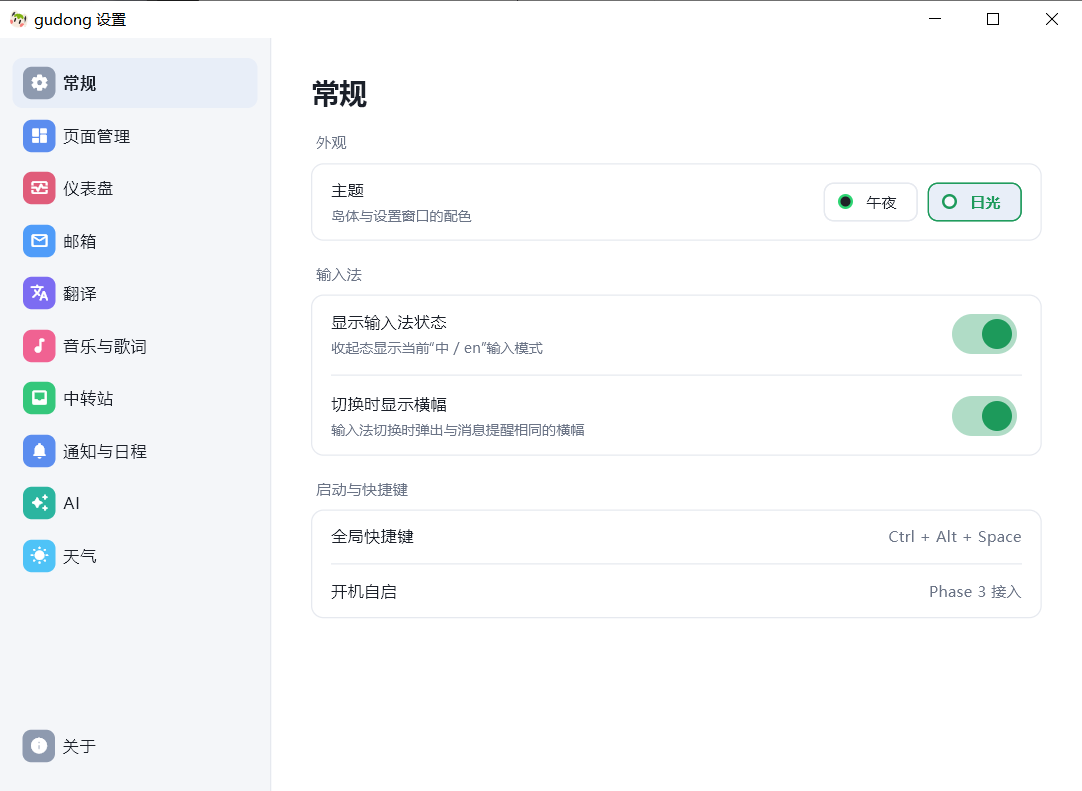 gudong 设置
常规
页面管理
仪表盘
邮箱
翻译
音乐与歌词
中转站
通知与日程
AI
天气
关于
常规
外观
主题
岛体与设置窗口的配色
午夜
日光
输入法
显示输入法状态
收起态显示当前“中 / en”输入模式
切换时显示横幅
输入法切换时弹出与消息提醒相同的横幅
启动与快捷键
全局快捷键
Ctrl + Alt + Space
开机自启
Phase 3 接入